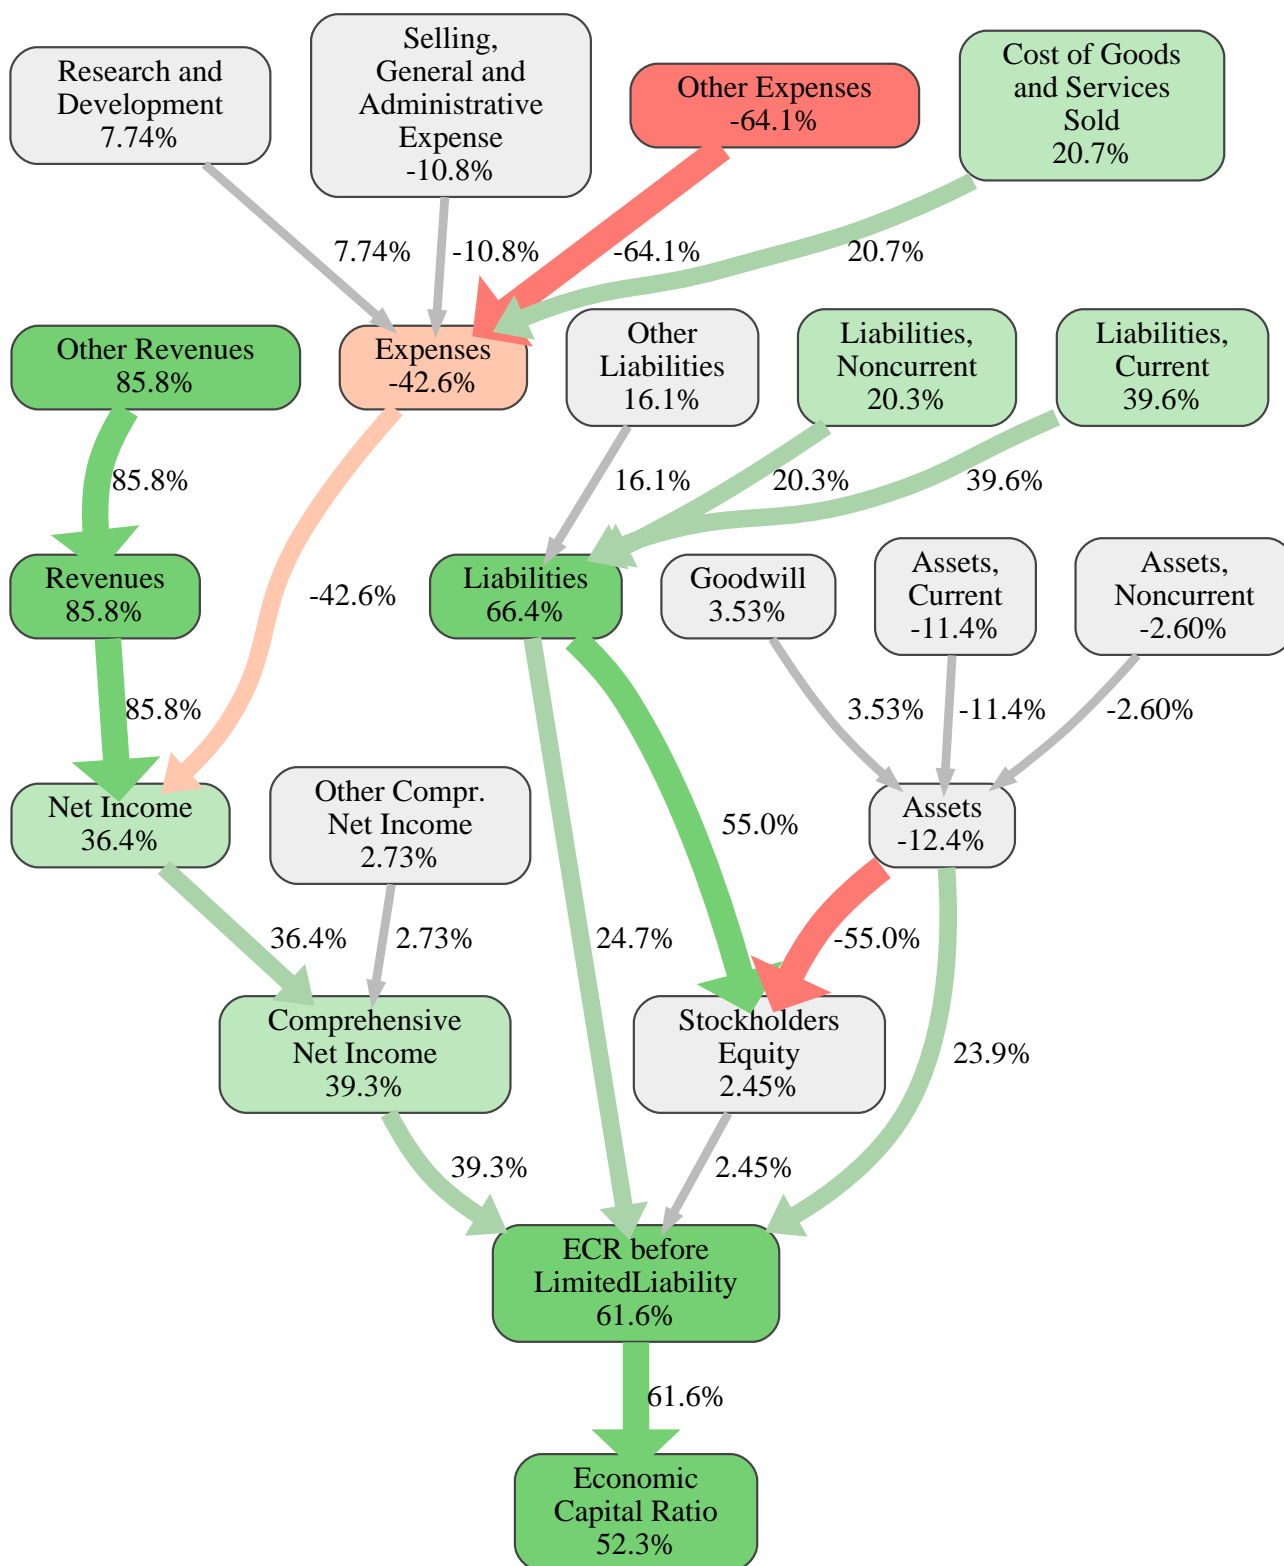 Research and
Development
7.74%
Selling,
General and
Administrative
Expense
-10.8%
Other Expenses
-64.1%
Cost of Goods
and Services
Sold
20.7%
7.74%
-10.8%
-64.1%
20.7%
Other Revenues
85.8%
Expenses
-42.6%
Other
Liabilities
16.1%
Liabilities,
Noncurrent
20.3%
Liabilities,
Current
39.6%
85.8%
16.1%
20.3%
39.6%
-42.6%
Revenues
85.8%
Liabilities
66.4%
Goodwill
3.53%
Assets,
Current
-11.4%
Assets,
Noncurrent
-2.60%
85.8%
3.53%
-11.4%
-2.60%
Net Income
36.4%
Other Compr.
Net Income
2.73%
55.0%
Assets
-12.4%
36.4%
2.73%
24.7%
-55.0%
Comprehensive
Net Income
39.3%
Stockholders
Equity
2.45%
23.9%
39.3%
2.45%
ECR before
LimitedLiability
61.6%
61.6%
Economic
Capital Ratio
52.3%